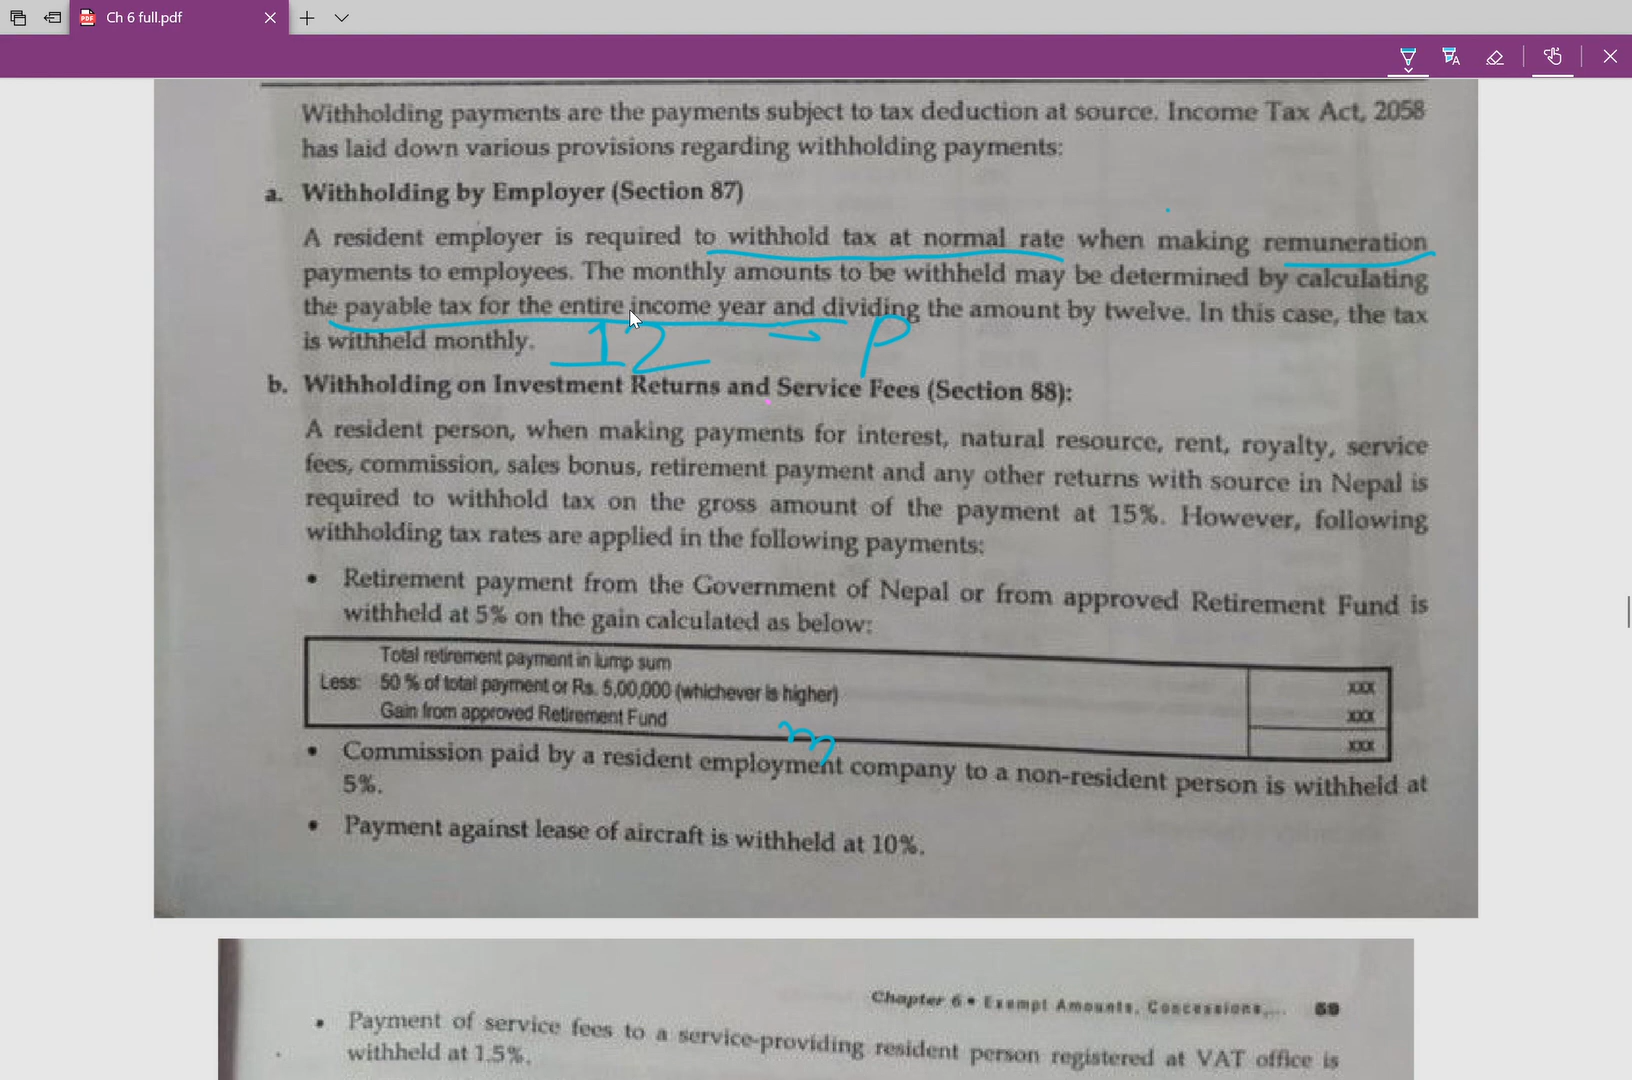 Ch 6 full.pdf
Withholding payments are the payments subject to tax deduction at source. Income Tax Act, 2058
has laid down various provisions regarding withholding payments:
a. Withholding by Employer (Section 87)
A resident employer is required to withhold tax at normal rate when making remuneration
payments to employees. The monthly amounts to be withheld may be determined by calculating
the payable tax for the entire income year and dividing the amount by twelve. In this case, the tax
is withheld monthly.
12 P
b. Withholding on Investment Returns and Service Fees (Section 88):
A resident person, when making payments for interest, natural resource, rent, royalty, service
fees, commission, sales bonus, retirement payment and any other returns with source in Nepal is
required to withhold tax on the gross amount of the payment at 15%. However, following
withholding tax rates are applied in the following payments:
• Retirement payment from the Government of Nepal or from approved Retirement Fund is
withheld at 5% on the gain calculated as below:
Total retirement payment in lump sum xxx
Less: 50 % of total payment or Rs. 5,00,000 (whichever is higher) xxx
Gain from approved Retirement Fund xxx
• Commission paid by a resident employment company to a non-resident person is withheld at
5%.
• Payment against lease of aircraft is withheld at 10%.
Chapter 6 • Exempt Amounts, Concessions,... 59
• Payment of service fees to a service-providing resident person registered at VAT office is
withheld at 1.5%.